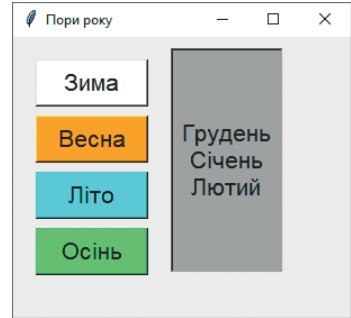 Пори року
Зима
Весна
Літо
Осінь
Грудень
Січень
Лютий